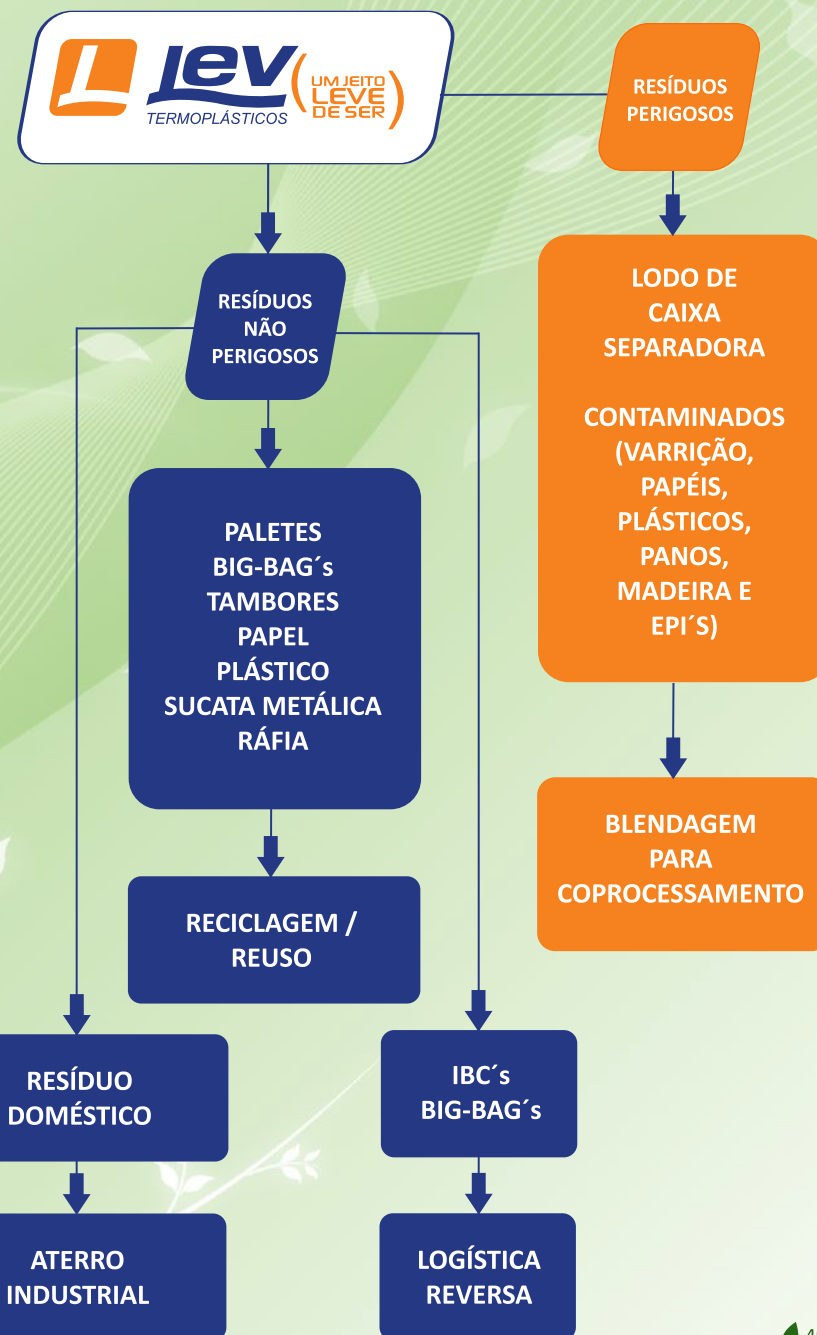 lev
TERMOPLÁSTICOS
UM JEITO
LEVE
DE SER
RESÍDUOS
PERIGOSOS
RESÍDUOS
NÃO
PERIGOSOS
LODO DE
CAIXA
SEPARADORA
CONTAMINADOS
(VARRIÇÃO,
PAPÉIS,
PLÁSTICOS,
PANOS,
MADEIRA E
EPI´S)
PALETES
BIG-BAG´s
TAMBORES
PAPEL
PLÁSTICO
SUCATA METÁLICA
RÁFIA
BLENDAGEM
PARA
COPROCESSAMENTO
RECICLAGEM /
REUSO
RESÍDUO
DOMÉSTICO
IBC´s
BIG-BAG´s
ATERRO
INDUSTRIAL
LOGÍSTICA
REVERSA